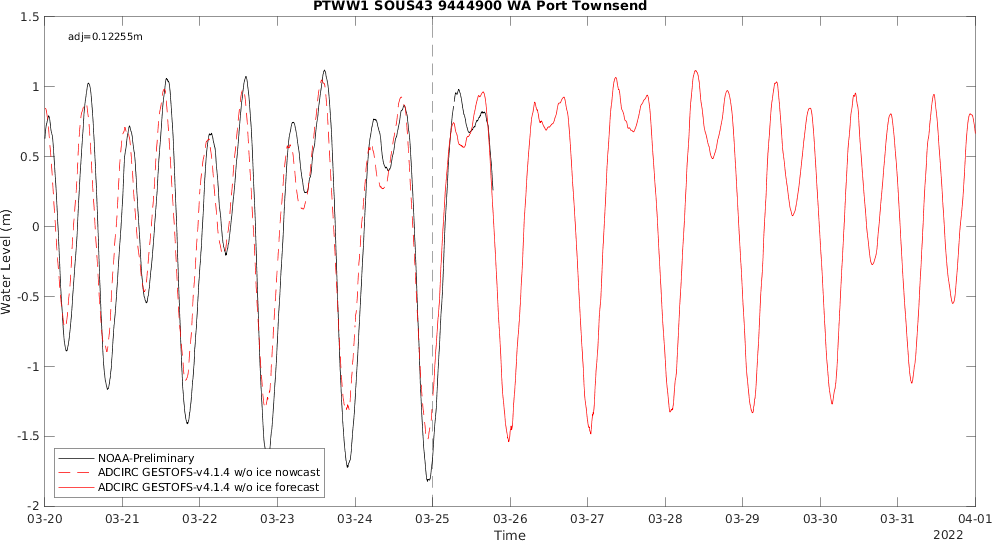 PTWW1 SOUS43 9444900 WA Port Townsend
adj=0.12255m
1.5
1
0.5
0
-0.5
-1
-1.5
-2
Water Level (m)
NOAA-Preliminary
ADCIRC GESTOFS-v4.1.4 w/o ice nowcast
ADCIRC GESTOFS-v4.1.4 w/o ice forecast
03-20 03-21 03-22 03-23 03-24 03-25 03-26 03-27 03-28 03-29 03-30 03-31 04-01
Time
2022